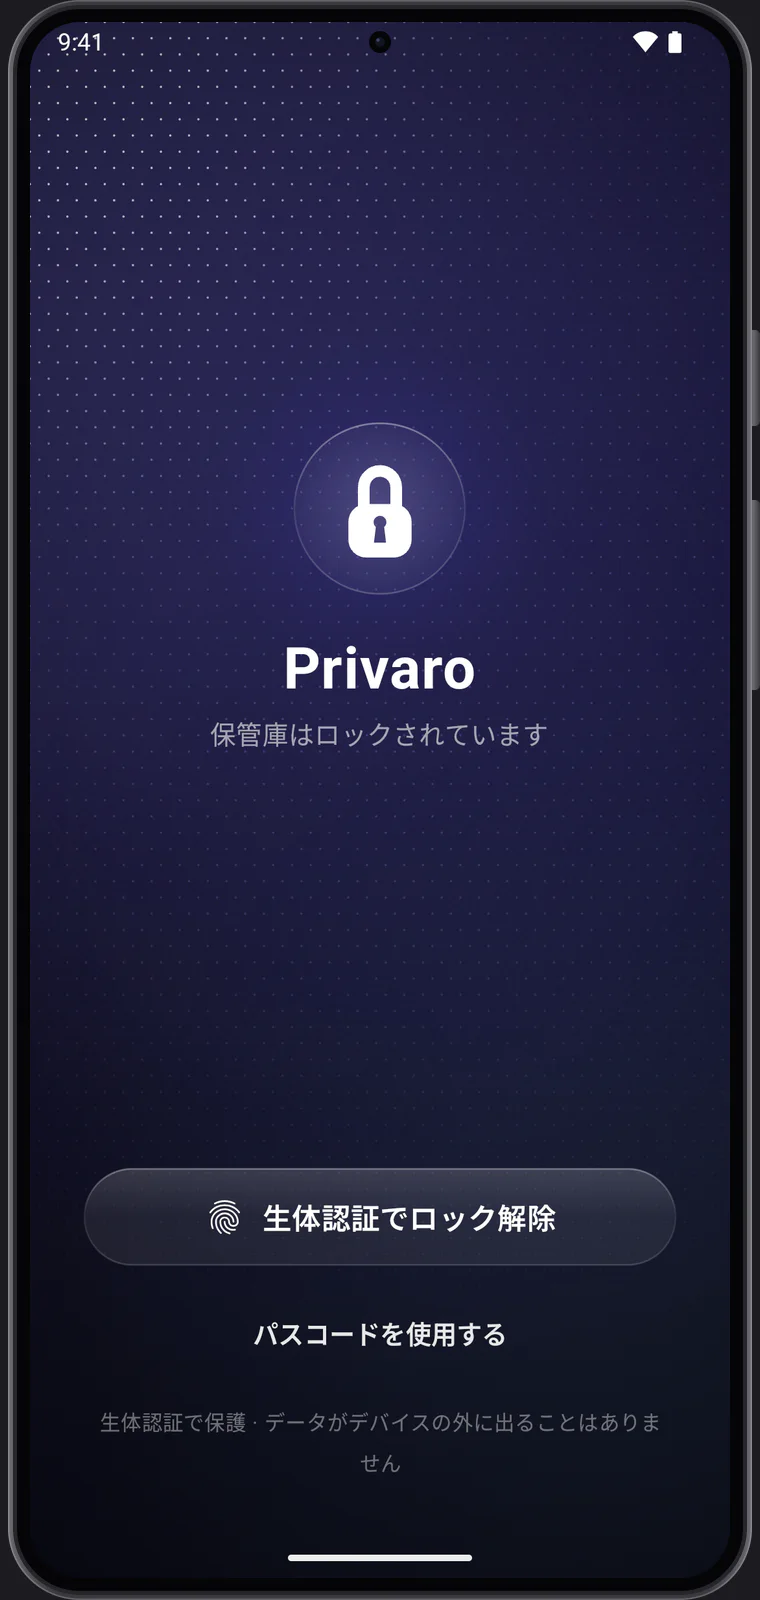 9:41
Privaro
保管庫はロックされています
生体認証でロック解除
パスコードを使用する
生体認証で保護 · データがデバイスの外に出ることはありま
せん